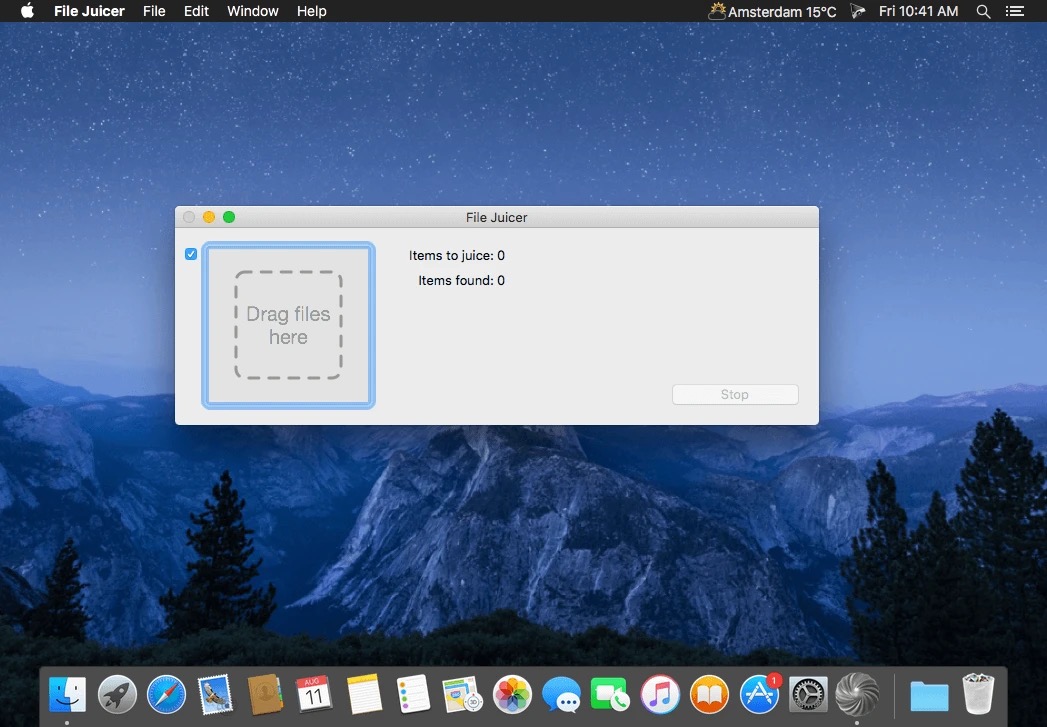 File Juicer File Edit Window Help Amsterdam 15°C Fri 10:41 AM
File Juicer
Items to juice: 0
Items found: 0
Drag files
here
Stop
AUG
11
3D
1